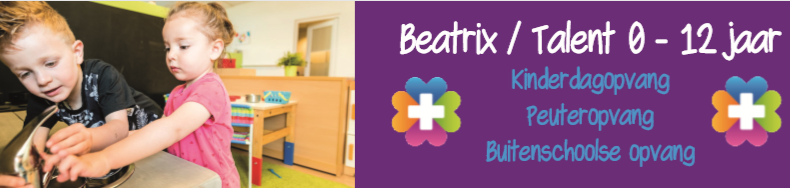 Beatrix / Talent 0 - 12 jaar
Kinderdagopvang
Peuteropvang
Buitenschoolse opvang